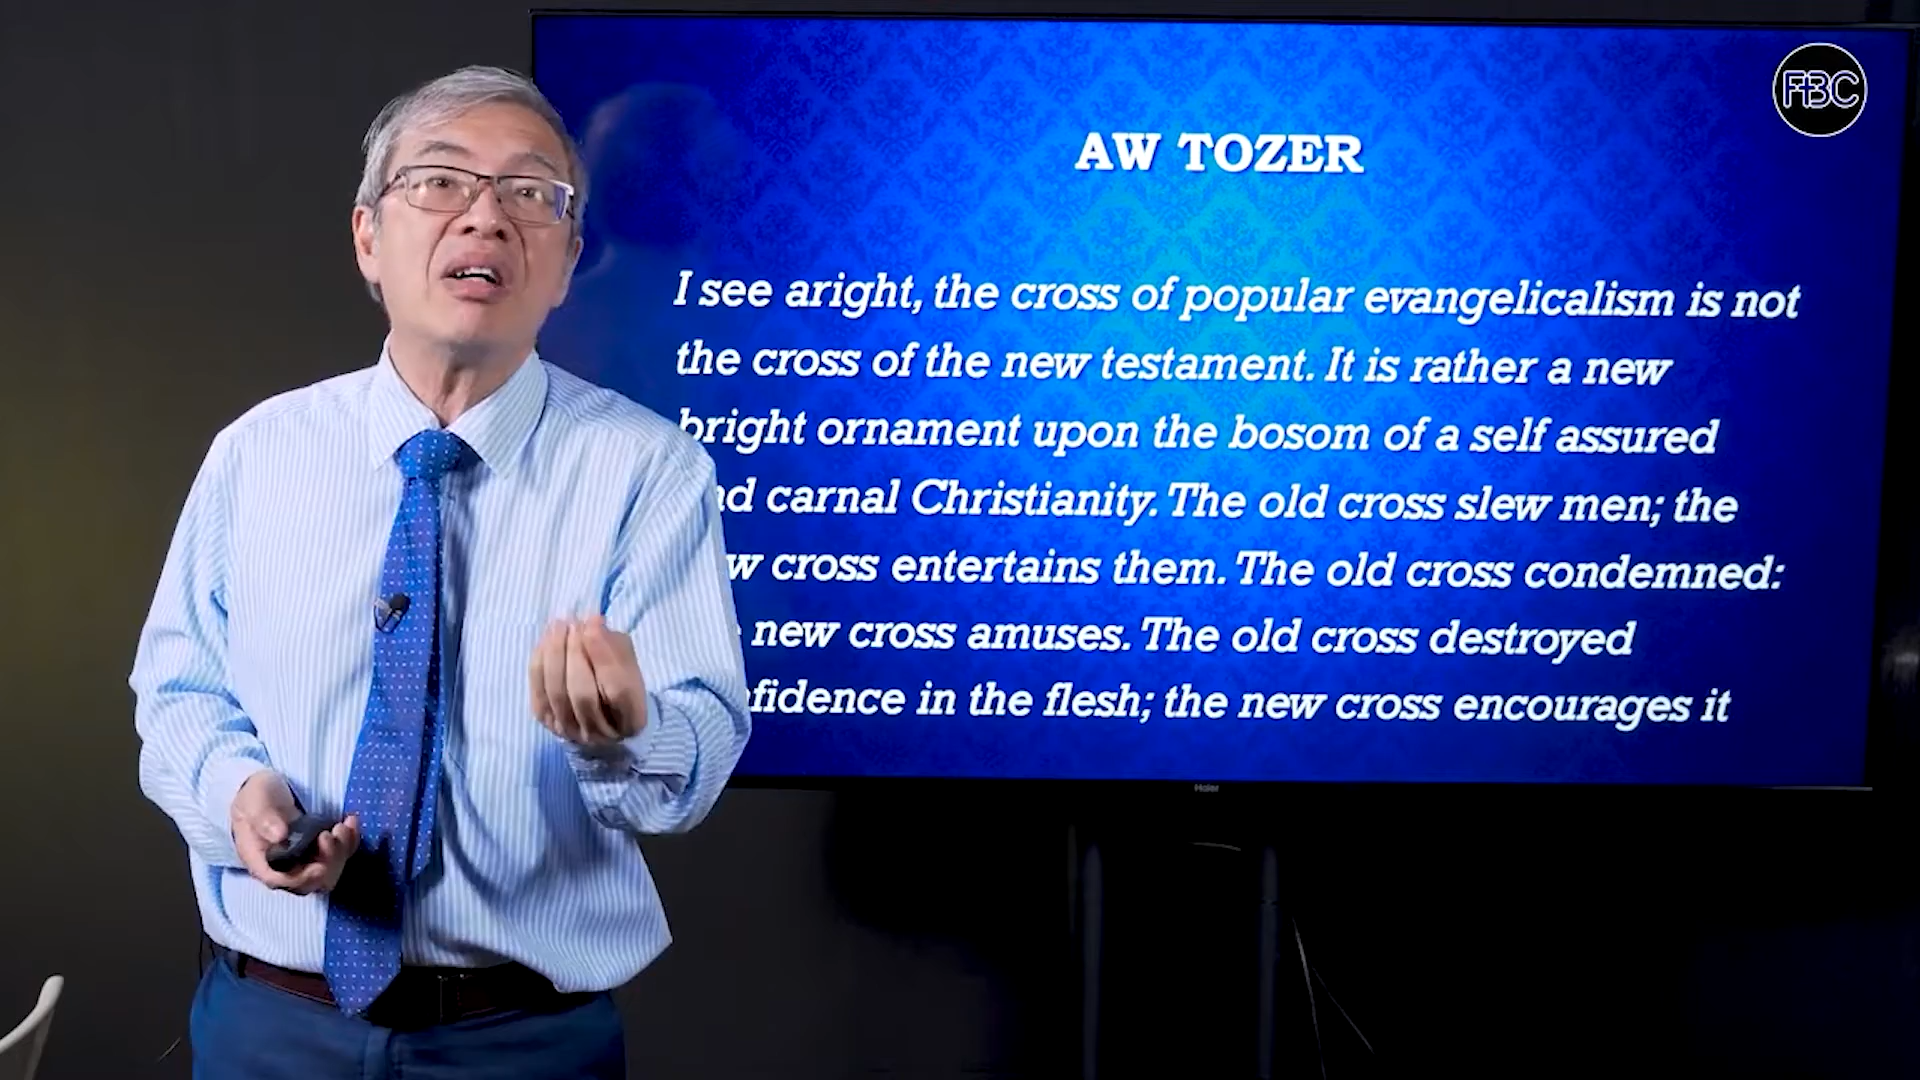 FBC
AW TOZER
I see aright, the cross of popular evangelicalism is not
the cross of the new testament. It is rather a new
bright ornament upon the bosom of a self assured
carnal Christianity. The old cross slew men; the
cross entertains them. The old cross condemned:
new cross amuses. The old cross destroyed
in the flesh; the new cross encourages it
Haier